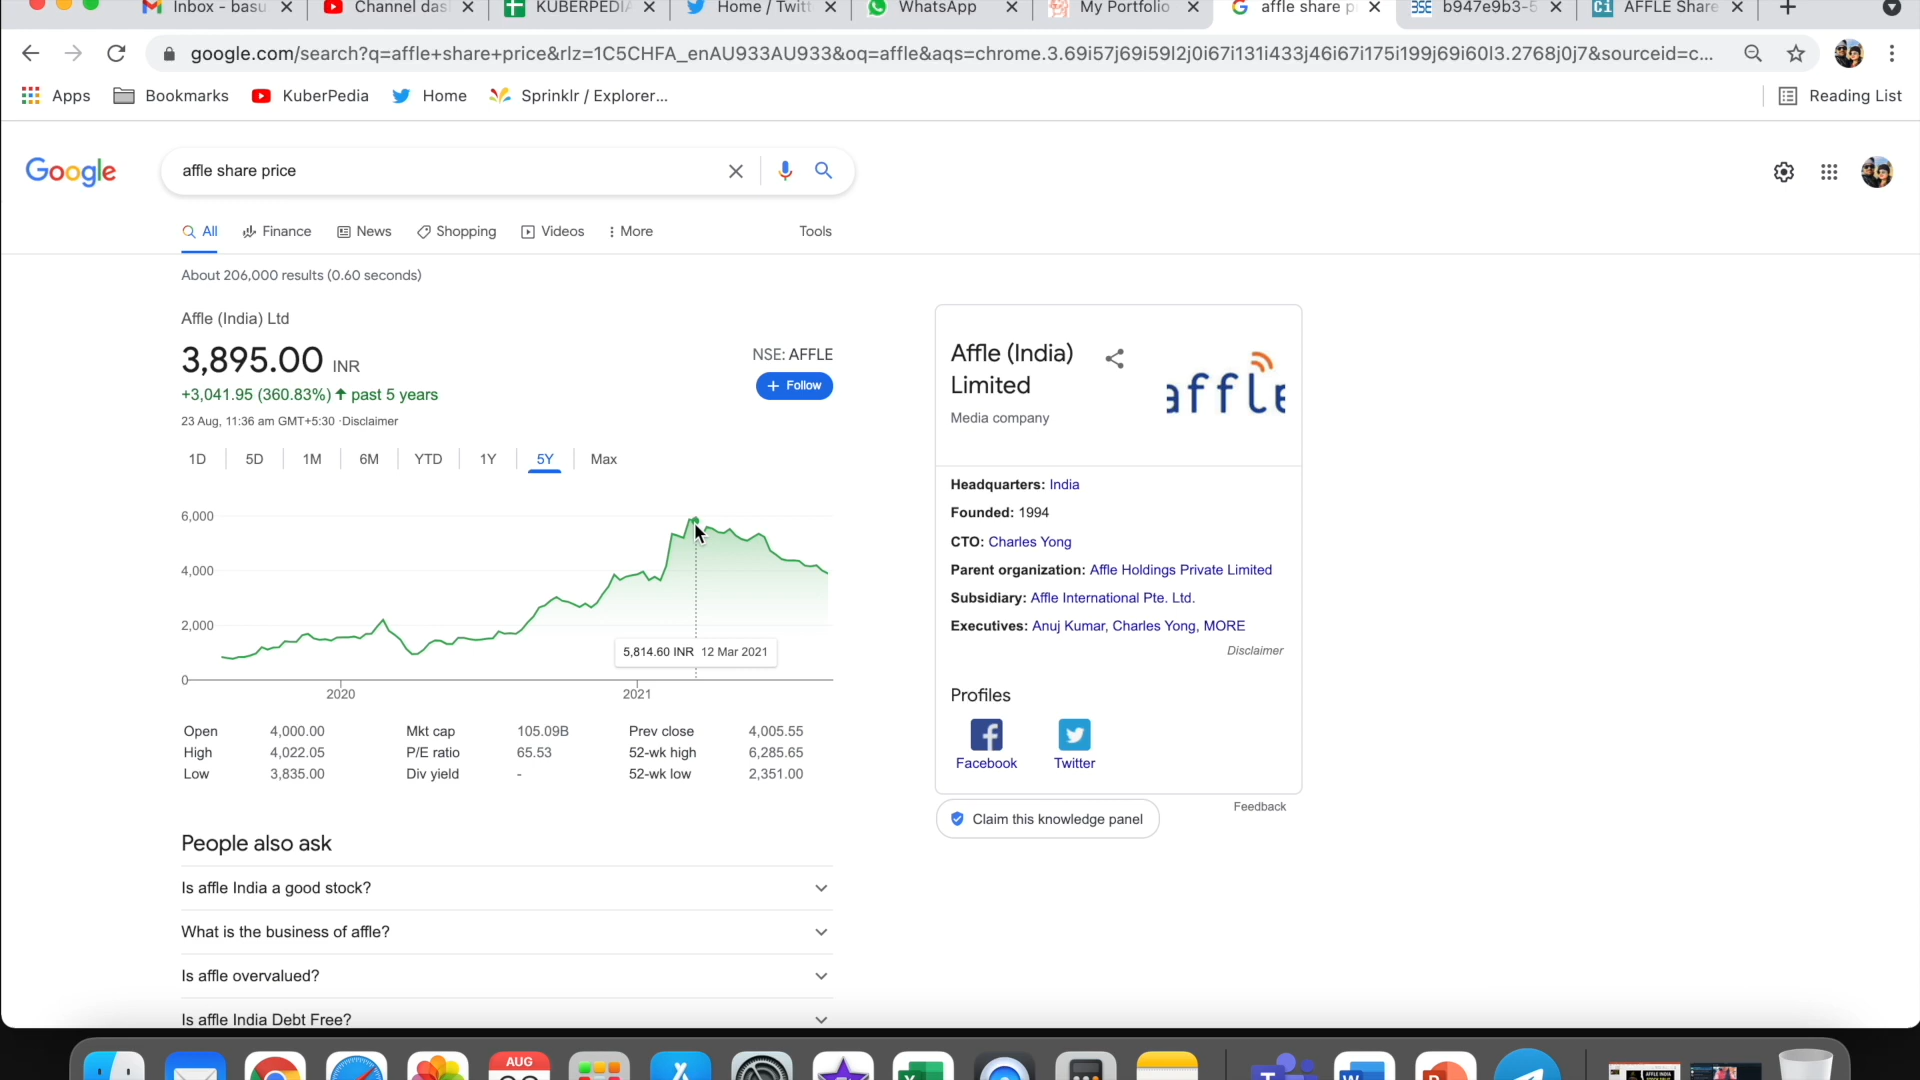 Inbox - basu
Channel das
KUBERPEDIA
Home / Twitt
WhatsApp
My Portfolio
affle share p
b947e9b3-5
AFFLE Share
google.com/search?q=affle+share+price&rlz=1C5CHFA_enAU933AU933&oq=affle&aqs=chrome.3.69i57j69i59l2j0i67i131i433j46i67i175i199j69i60l3.2768j0j7&sourceid=c...
Apps
Bookmarks
KuberPedia
Home
Sprinklr / Explorer...
Reading List
Google
affle share price
All
Finance
News
Shopping
Videos
More
Tools
About 206,000 results (0.60 seconds)
Affle (India) Ltd
3,895.00 INR
+3,041.95 (360.83%) ↑ past 5 years
23 Aug, 11:36 am GMT+5:30 ·Disclaimer
NSE: AFFLE
+ Follow
1D 5D 1M 6M YTD 1Y 5Y Max
6,000
4,000
2,000
0
5,814.60 INR 12 Mar 2021
2020 2021
Open 4,000.00 Mkt cap 105.09B Prev close 4,005.55
High 4,022.05 P/E ratio 65.53 52-wk high 6,285.65
Low 3,835.00 Div yield - 52-wk low 2,351.00
People also ask
Is affle India a good stock?
What is the business of affle?
Is affle overvalued?
Is affle India Debt Free?
Affle (India)
Limited
Media company
affle
Headquarters: India
Founded: 1994
CTO: Charles Yong
Parent organization: Affle Holdings Private Limited
Subsidiary: Affle International Pte. Ltd.
Executives: Anuj Kumar, Charles Yong, MORE
Disclaimer
Profiles
Facebook
Twitter
Feedback
Claim this knowledge panel
AUG